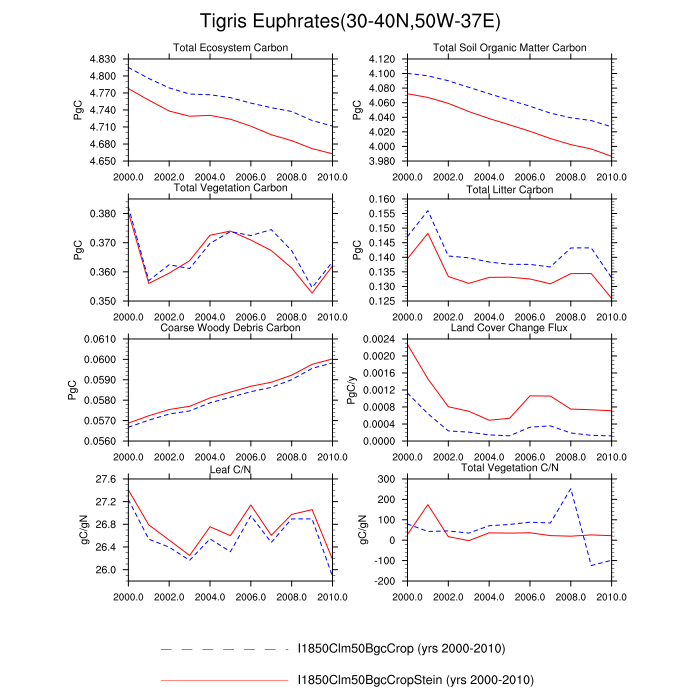 Tigris Euphrates(30-40N,50W-37E)
Total Ecosystem Carbon
4.830
4.800
4.770
4.740
4.710
4.680
4.650
PgC
2000.0 2002.0 2004.0 2006.0 2008.0 2010.0
Total Soil Organic Matter Carbon
4.120
4.100
4.080
4.060
4.040
4.020
4.000
3.980
PgC
2000.0 2002.0 2004.0 2006.0 2008.0 2010.0
Total Vegetation Carbon
0.380
0.370
0.360
0.350
PgC
2000.0 2002.0 2004.0 2006.0 2008.0 2010.0
Total Litter Carbon
0.160
0.155
0.150
0.145
0.140
0.135
0.130
0.125
PgC
2000.0 2002.0 2004.0 2006.0 2008.0 2010.0
Coarse Woody Debris Carbon
0.0610
0.0600
0.0590
0.0580
0.0570
0.0560
PgC
2000.0 2002.0 2004.0 2006.0 2008.0 2010.0
Land Cover Change Flux
0.0024
0.0020
0.0016
0.0012
0.0008
0.0004
0.0000
PgC/y
2000.0 2002.0 2004.0 2006.0 2008.0 2010.0
Leaf C/N
27.6
27.2
26.8
26.4
26.0
gC/gN
2000.0 2002.0 2004.0 2006.0 2008.0 2010.0
Total Vegetation C/N
300
200
100
0
-100
-200
gC/gN
2000.0 2002.0 2004.0 2006.0 2008.0 2010.0
I1850Clm50BgcCrop (yrs 2000-2010)
I1850Clm50BgcCropStein (yrs 2000-2010)